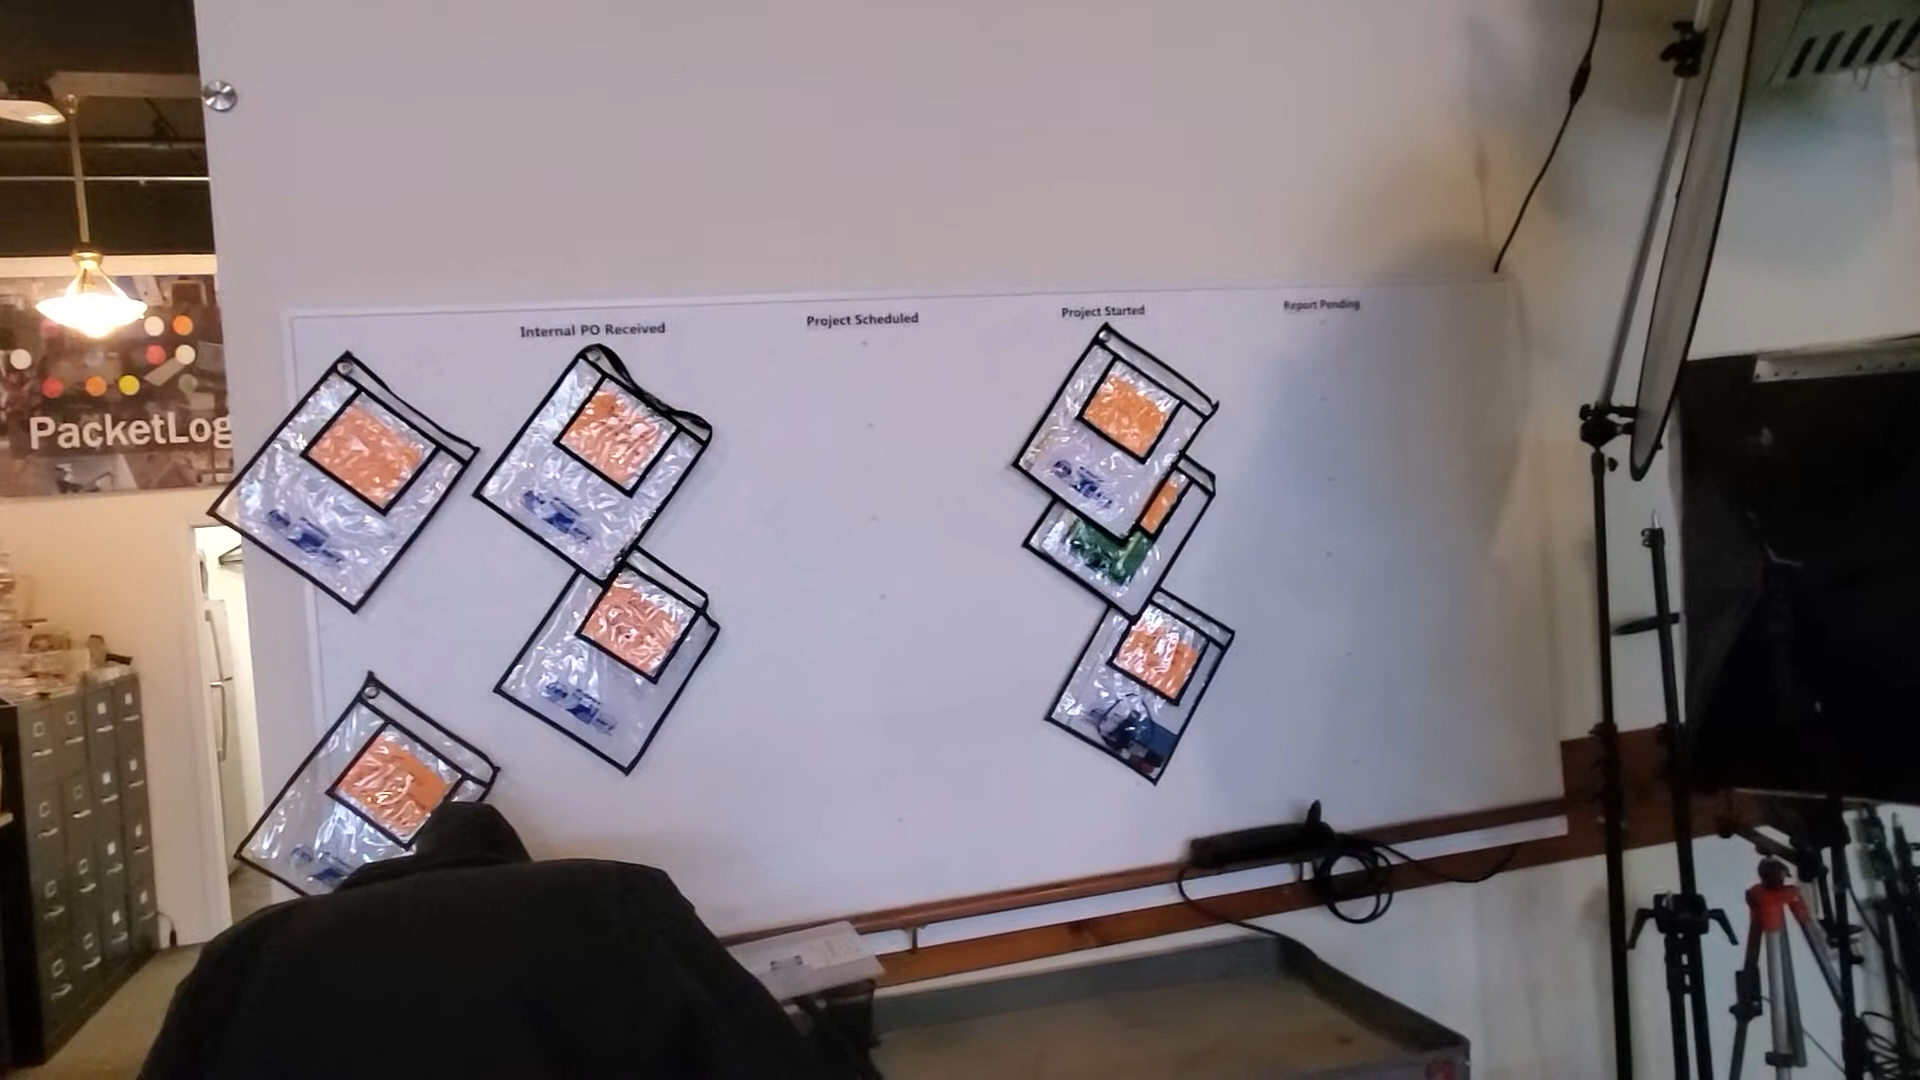 Internal PO Received
Project Scheduled
Project Started
Report Pending
PacketLog